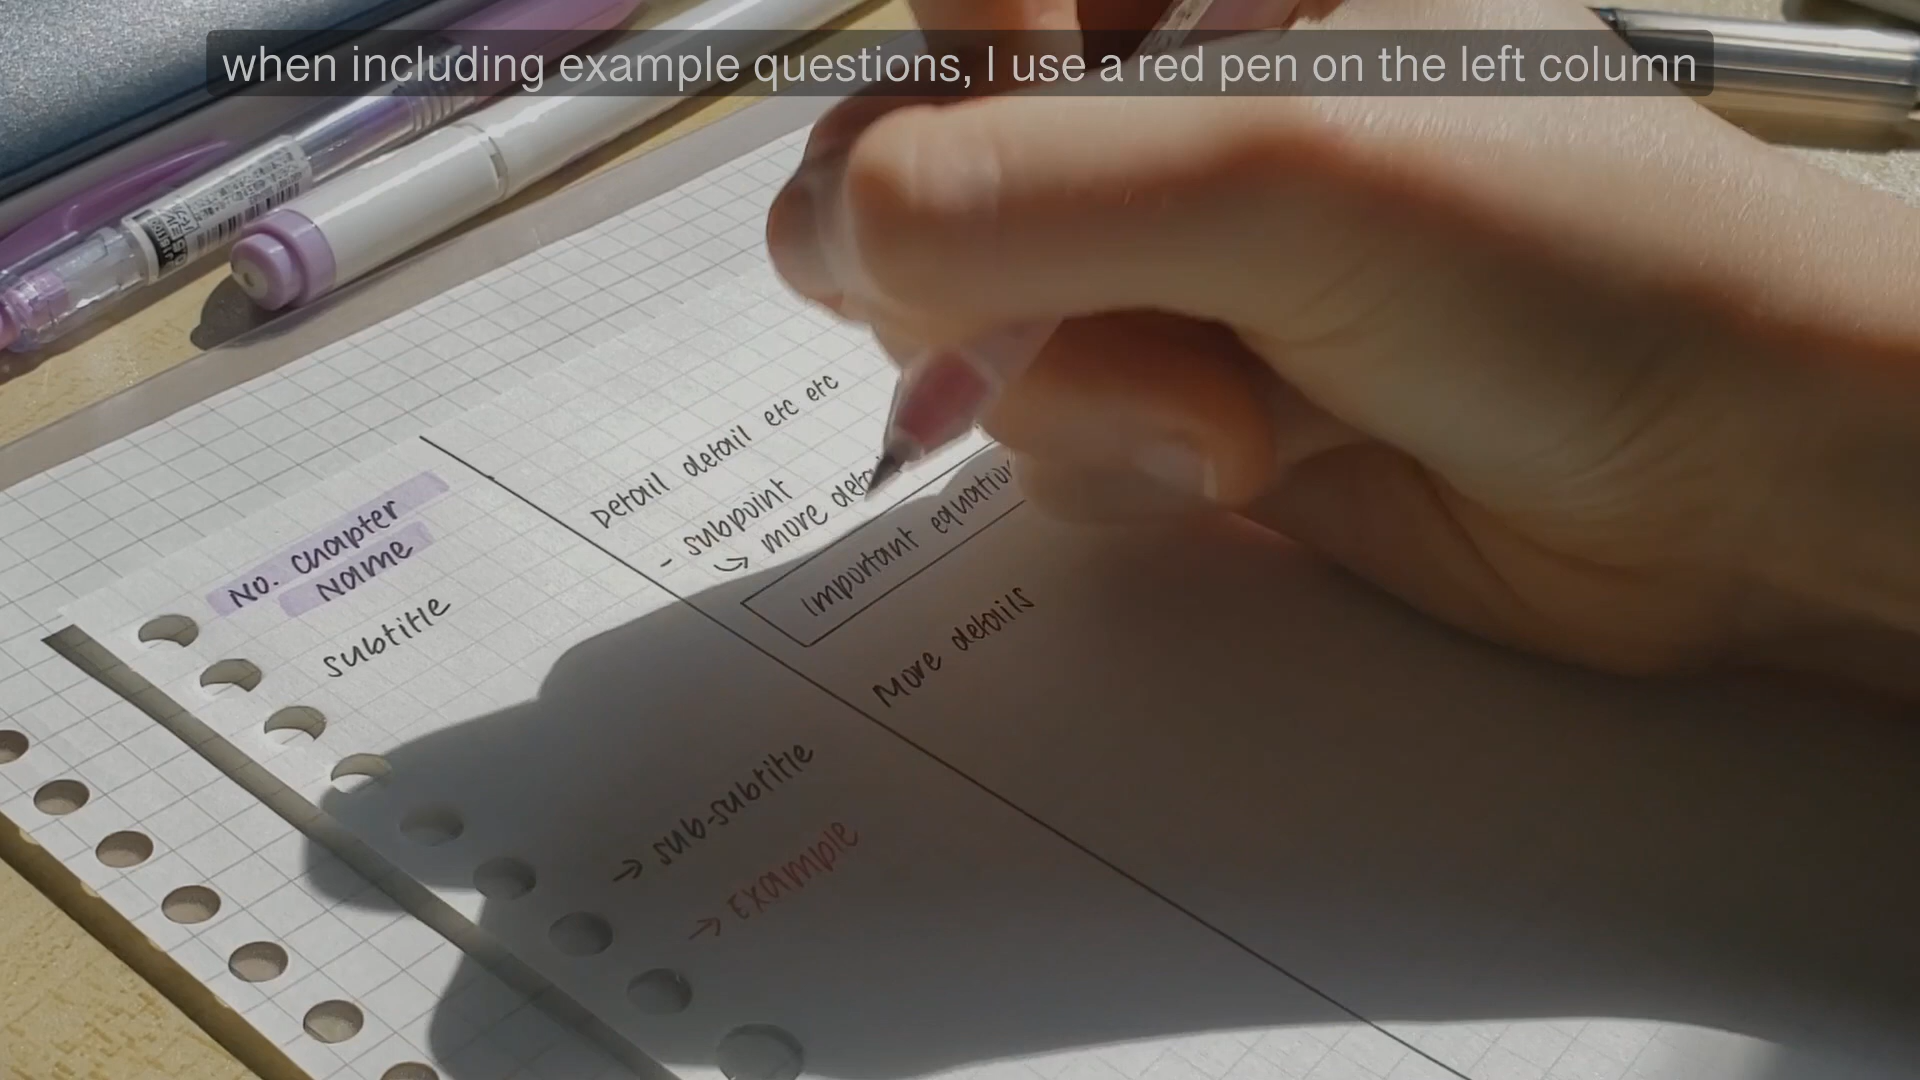 when including example questions, I use a red pen on the left column
No. Chapter
Name
subtitle
→ sub-subtitle
→ Example
Detail detail etc etc
- subpoint
↪ more detail
Important equation
More details